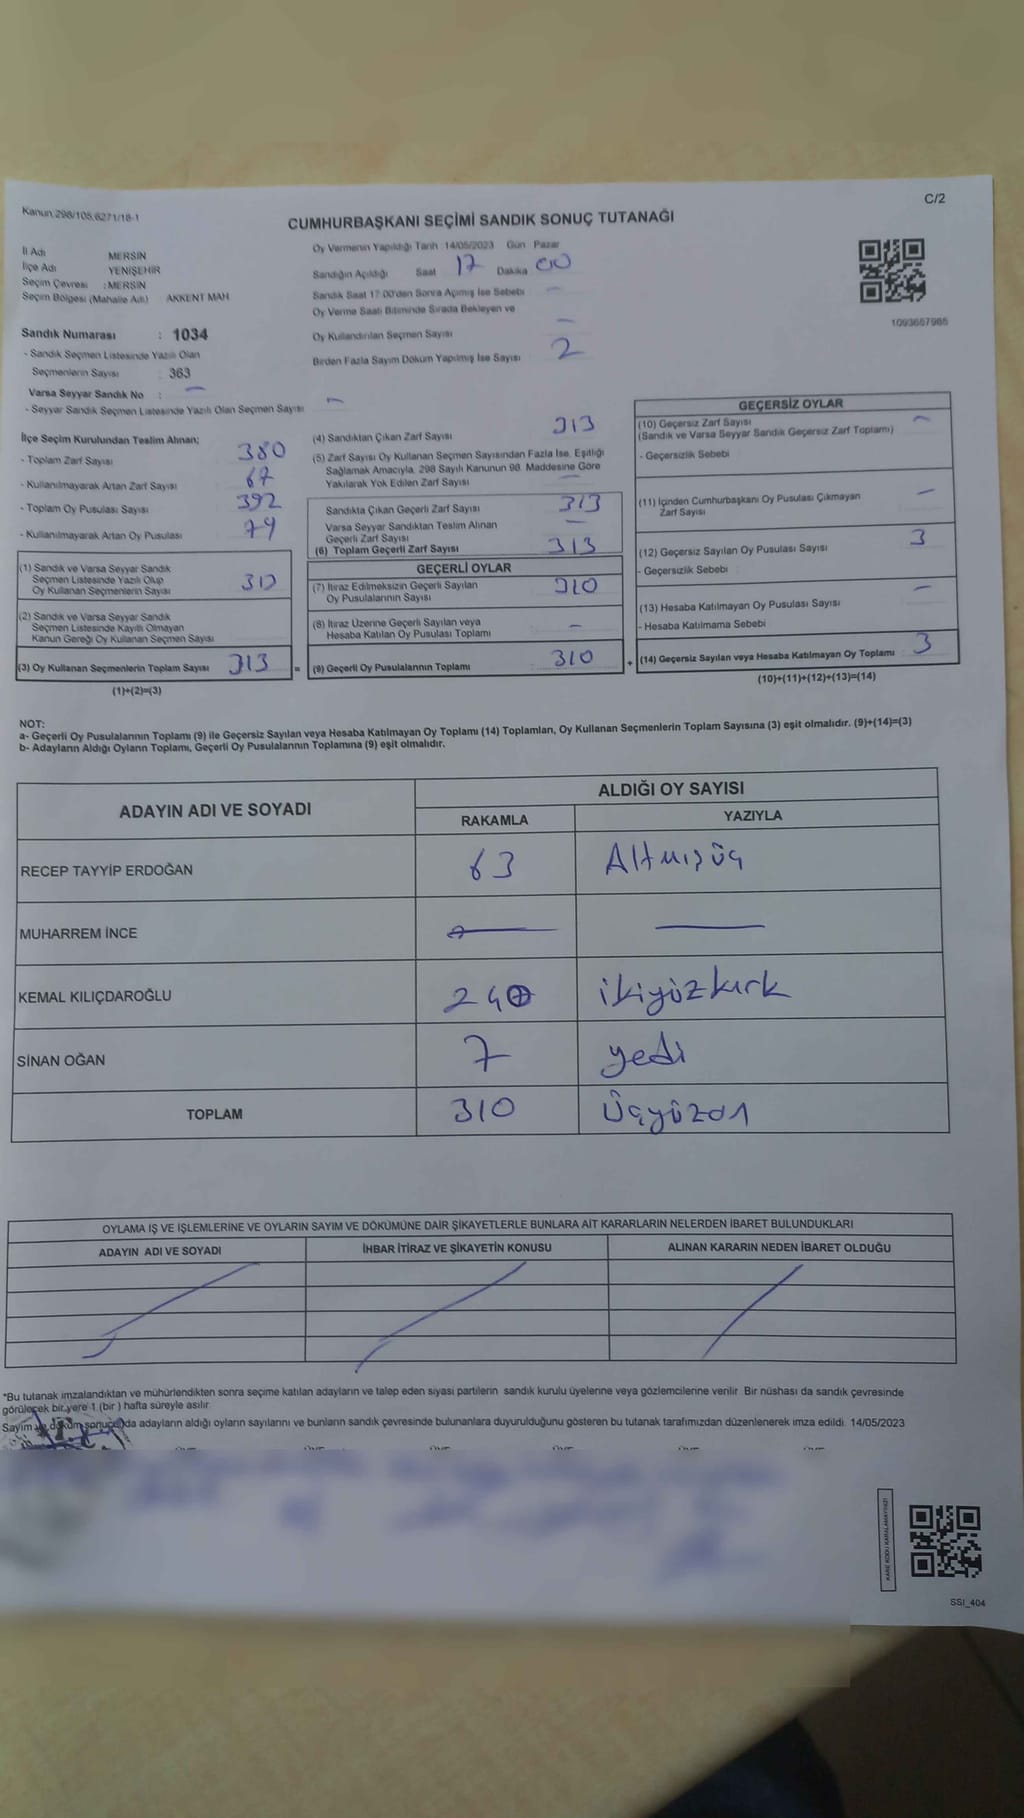 C/2
Kanun.298/105.6271/18-1
CUMHURBAŞKANI SEÇİMİ SANDIK SONUÇ TUTANAĞI
İl Adı MERSİN
İlçe Adı YENİŞEHİR
Seçim Çevresi : MERSİN
Seçim Bölgesi (Mahalle Adı) AKKENT MAH
Sandık Numarası : 1034
- Sandık Seçmen Listesinde Yazılı Olan
Seçmenlerin Sayısı 363
Varsa Seyyar Sandık No : —
- Seyyar Sandık Seçmen Listesinde Yazılı Olan Seçmen Sayısı —
Oy Vermenin Yapıldığı Tarih 14/05/2023 Gün Pazar
Sandığın Açıldığı Saat 17 Dakika 00
Sandık Saat 17:00'den Sonra Açımış İse Sebebi —
Oy Verme Saati Bitiminde Sırada Bekleyen ve
Oy Kullandırılan Seçmen Sayısı —
Birden Fazla Sayım Döküm Yapılmış İse Sayısı 2
1093657985
İlçe Seçim Kurulundan Teslim Alınan;
- Toplam Zarf Sayısı 380
- Kullanılmayarak Artan Zarf Sayısı 67
- Toplam Oy Pusulası Sayısı 392
- Kullanılmayarak Artan Oy Pusulası 79
(1) Sandık ve Varsa Seyyar Sandık
Seçmen Listesinde Yazılı Olup
Oy Kullanan Seçmenlerin Sayısı 313
(2) Sandık ve Varsa Seyyar Sandık
Seçmen Listesinde Kayıtlı Olmayan
Kanun Gereği Oy Kullanan Seçmen Sayısı
(3) Oy Kullanan Seçmenlerin Toplam Sayısı 313 =
(1)+(2)=(3)
(4) Sandıktan Çıkan Zarf Sayısı 313
(5) Zarf Sayısı Oy Kullanan Seçmen Sayısından Fazla İse, Eşitliği
Sağlamak Amacıyla, 298 Sayılı Kanunun 98. Maddesine Göre
Yakılarak Yok Edilen Zarf Sayısı —
Sandıkta Çıkan Geçerli Zarf Sayısı 313
Varsa Seyyar Sandıktan Teslim Alınan
Geçerli Zarf Sayısı —
(6) Toplam Geçerli Zarf Sayısı 313
GEÇERLİ OYLAR
(7) İtiraz Edilmeksizin Geçerli Sayılan
Oy Pusulalarının Sayısı 310
(8) İtiraz Üzerine Geçerli Sayılan veya
Hesaba Katılan Oy Pusulası Toplamı —
(9) Geçerli Oy Pusulalarının Toplamı 310 +
GEÇERSİZ OYLAR
(10) Geçersiz Zarf Sayısı —
(Sandık ve Varsa Seyyar Sandık Geçersiz Zarf Toplamı)
- Geçersizlik Sebebi
(11) İçinden Cumhurbaşkanı Oy Pusulası Çıkmayan —
Zarf Sayısı
(12) Geçersiz Sayılan Oy Pusulası Sayısı 3
- Geçersizlik Sebebi
(13) Hesaba Katılmayan Oy Pusulası Sayısı —
- Hesaba Katılmama Sebebi
(14) Geçersiz Sayılan veya Hesaba Katılmayan Oy Toplamı 3
(10)+(11)+(12)+(13)=(14)
NOT:
a- Geçerli Oy Pusulalarının Toplamı (9) ile Geçersiz Sayılan veya Hesaba Katılmayan Oy Toplamı (14) Toplamları, Oy Kullanan Seçmenlerin Toplam Sayısına (3) eşit olmalıdır. (9)+(14)=(3)
b- Adayların Aldığı Oyların Toplamı, Geçerli Oy Pusulalarının Toplamına (9) eşit olmalıdır.
ADAYIN ADI VE SOYADI ALDIĞI OY SAYISI
RAKAMLA YAZIYLA
RECEP TAYYİP ERDOĞAN 63 Altmışüç
MUHARREM İNCE — —
KEMAL KILIÇDAROĞLU 240 ikiyüzkırk
SİNAN OĞAN 7 yedi
TOPLAM 310 Üçyüzon
OYLAMA İŞ VE İŞLEMLERİNE VE OYLARIN SAYIM VE DÖKÜMÜNE DAİR ŞİKAYETLERLE BUNLARA AİT KARARLARIN NELERDEN İBARET BULUNDUKLARI
ADAYIN ADI VE SOYADI İHBAR İTİRAZ VE ŞİKAYETİN KONUSU ALINAN KARARIN NEDEN İBARET OLDUĞU
*Bu tutanak imzalandıktan ve mühürlendikten sonra seçime katılan adayların ve talep eden siyasi partilerin sandık kurulu üyelerine veya gözlemcilerine verilir. Bir nüshası da sandık çevresinde
görülecek bir yere 1 (bir ) hafta süreyle asılır.
Sayım ve döküm sonucunda adayların aldığı oyların sayılarını ve bunların sandık çevresinde bulunanlara duyurulduğunu gösteren bu tutanak tarafımızdan düzenlenerek imza edildi. 14/05/2023
KARE KODU KARALAMAYINIZ!
SSI_404